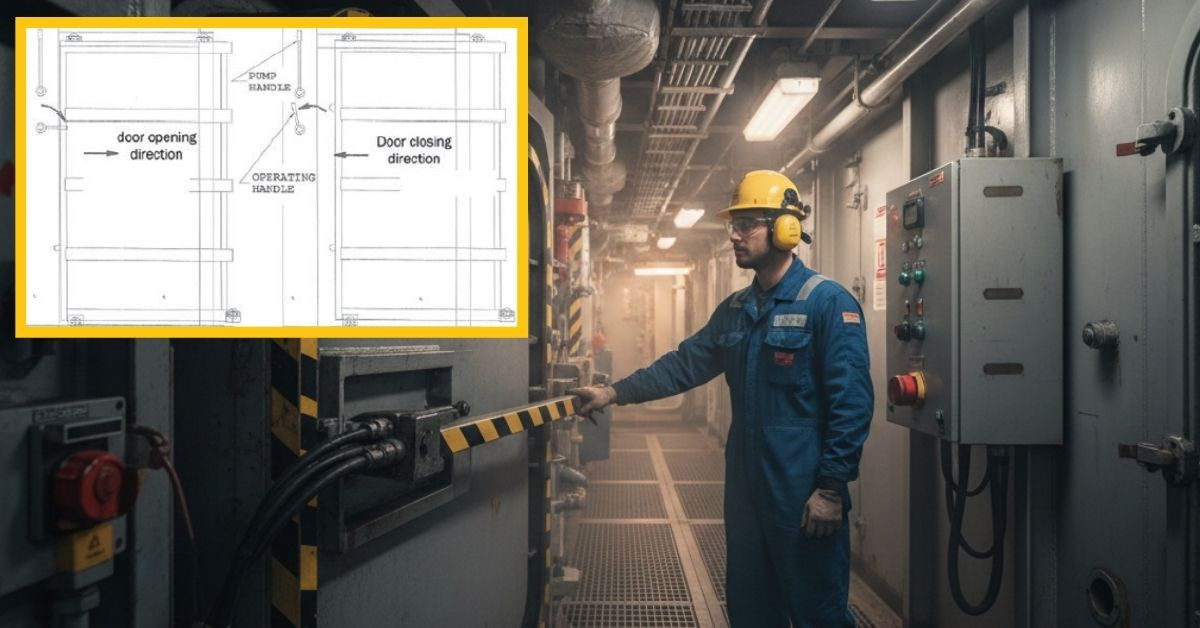 PUMP
HANDLE
door opening
direction
Door closing
direction
OPERATING
HANDLE